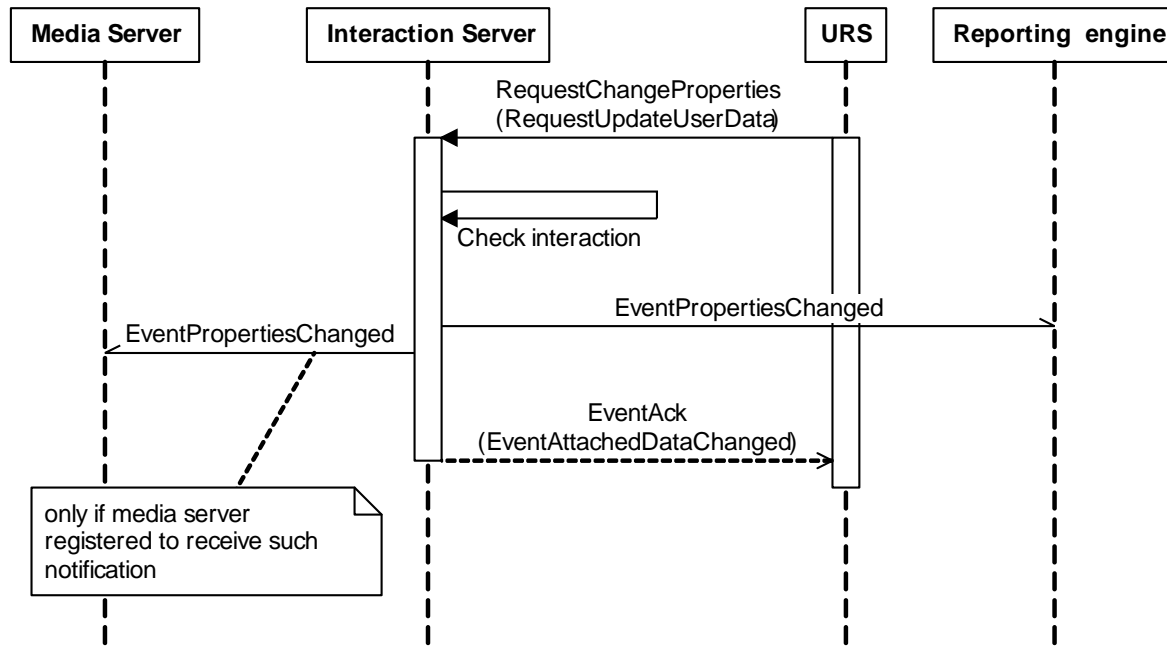 Media Server
Interaction Server
URS
Reporting engine
RequestChangeProperties
(RequestUpdateUserData)
Check interaction
EventPropertiesChanged
EventPropertiesChanged
EventAck
(EventAttachedDataChanged)
only if media server
registered to receive such
notification